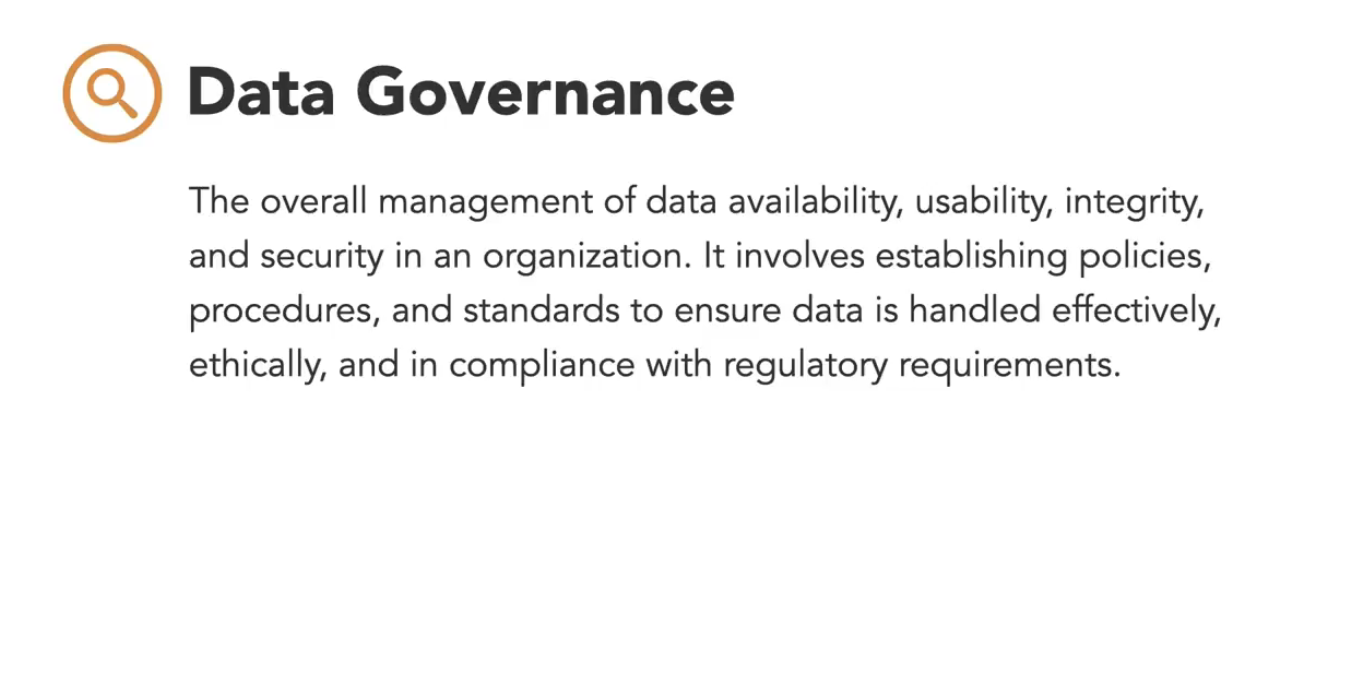 Data Governance
The overall management of data availability, usability, integrity,
and security in an organization. It involves establishing policies,
procedures, and standards to ensure data is handled effectively,
ethically, and in compliance with regulatory requirements.